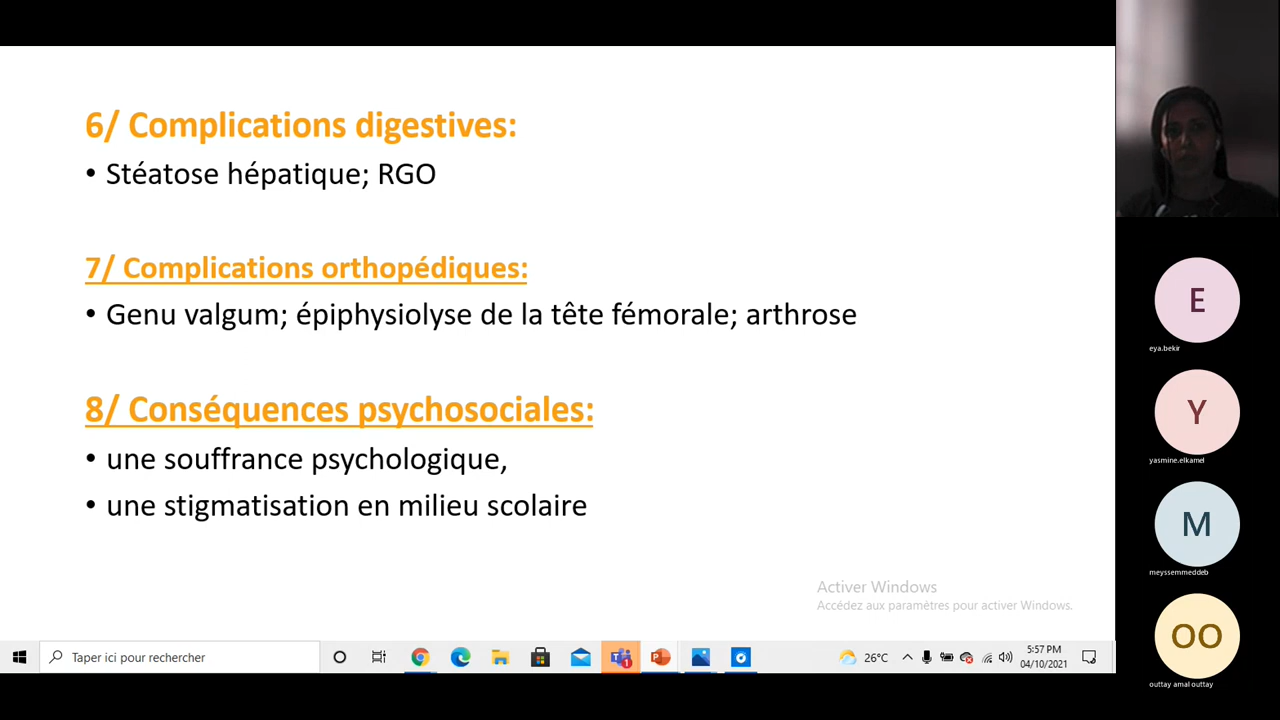 6/ Complications digestives:
• Stéatose hépatique; RGO
7/ Complications orthopédiques:
• Genu valgum; épiphysiolyse de la tête fémorale; arthrose
8/ Conséquences psychosociales:
• une souffrance psychologique,
• une stigmatisation en milieu scolaire
Activer Windows
Accédez aux paramètres pour activer Windows.
Taper ici pour rechercher
1
26°C
5:57 PM
04/10/2021
E
eya.bekir
Y
yasmine.elkamel
M
meyssemmeddeb
OO
outtay amal outtay